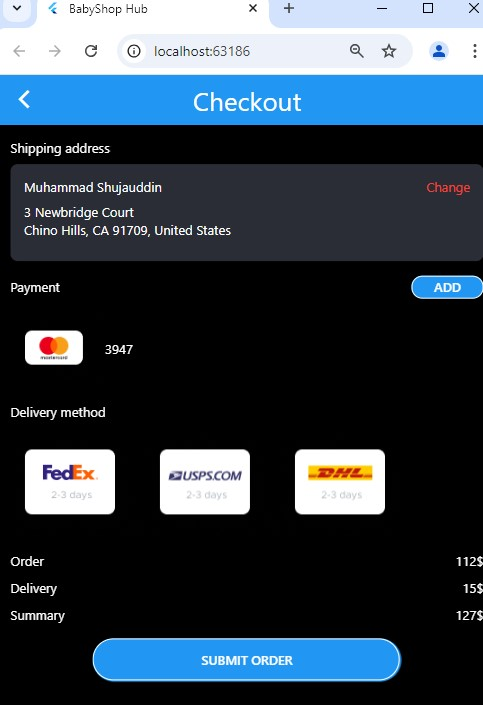 BabyShop Hub
localhost:63186
Checkout
Shipping address
Muhammad Shujauddin
Change
3 Newbridge Court
Chino Hills, CA 91709, United States
Payment
ADD
mastercard
3947
Delivery method
FedEx
USPS.COM
DHL
2-3 days
2-3 days
2-3 days
Order
112$
Delivery
15$
Summary
127$
SUBMIT ORDER